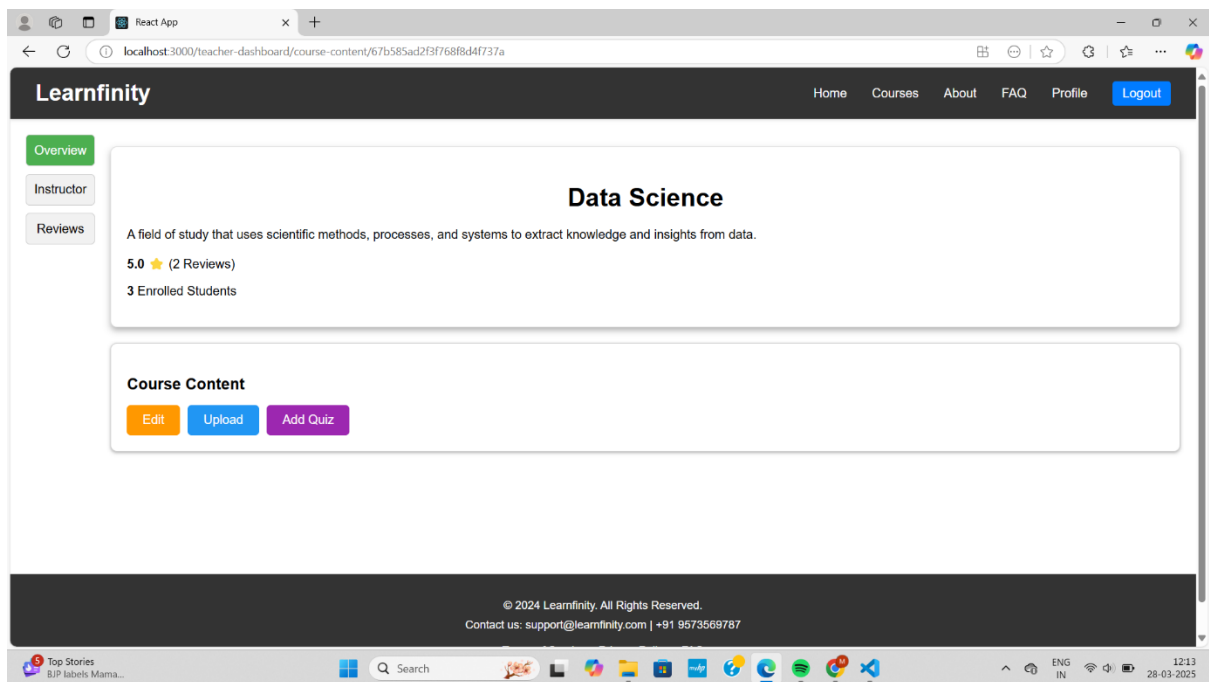 React App
localhost:3000/teacher-dashboard/course-content/67b585ad2f3f768f8d4f737a
Learnfinity
Home Courses About FAQ Profile Logout
Overview
Instructor
Reviews
Data Science
A field of study that uses scientific methods, processes, and systems to extract knowledge and insights from data.
5.0 ⭐ (2 Reviews)
3 Enrolled Students
Course Content
Edit Upload Add Quiz
© 2024 Learnfinity. All Rights Reserved.
Contact us: support@learnfinity.com | +91 9573569787
5
Top Stories
BJP labels Mama...
Search
ENG
IN
12:13
28-03-2025